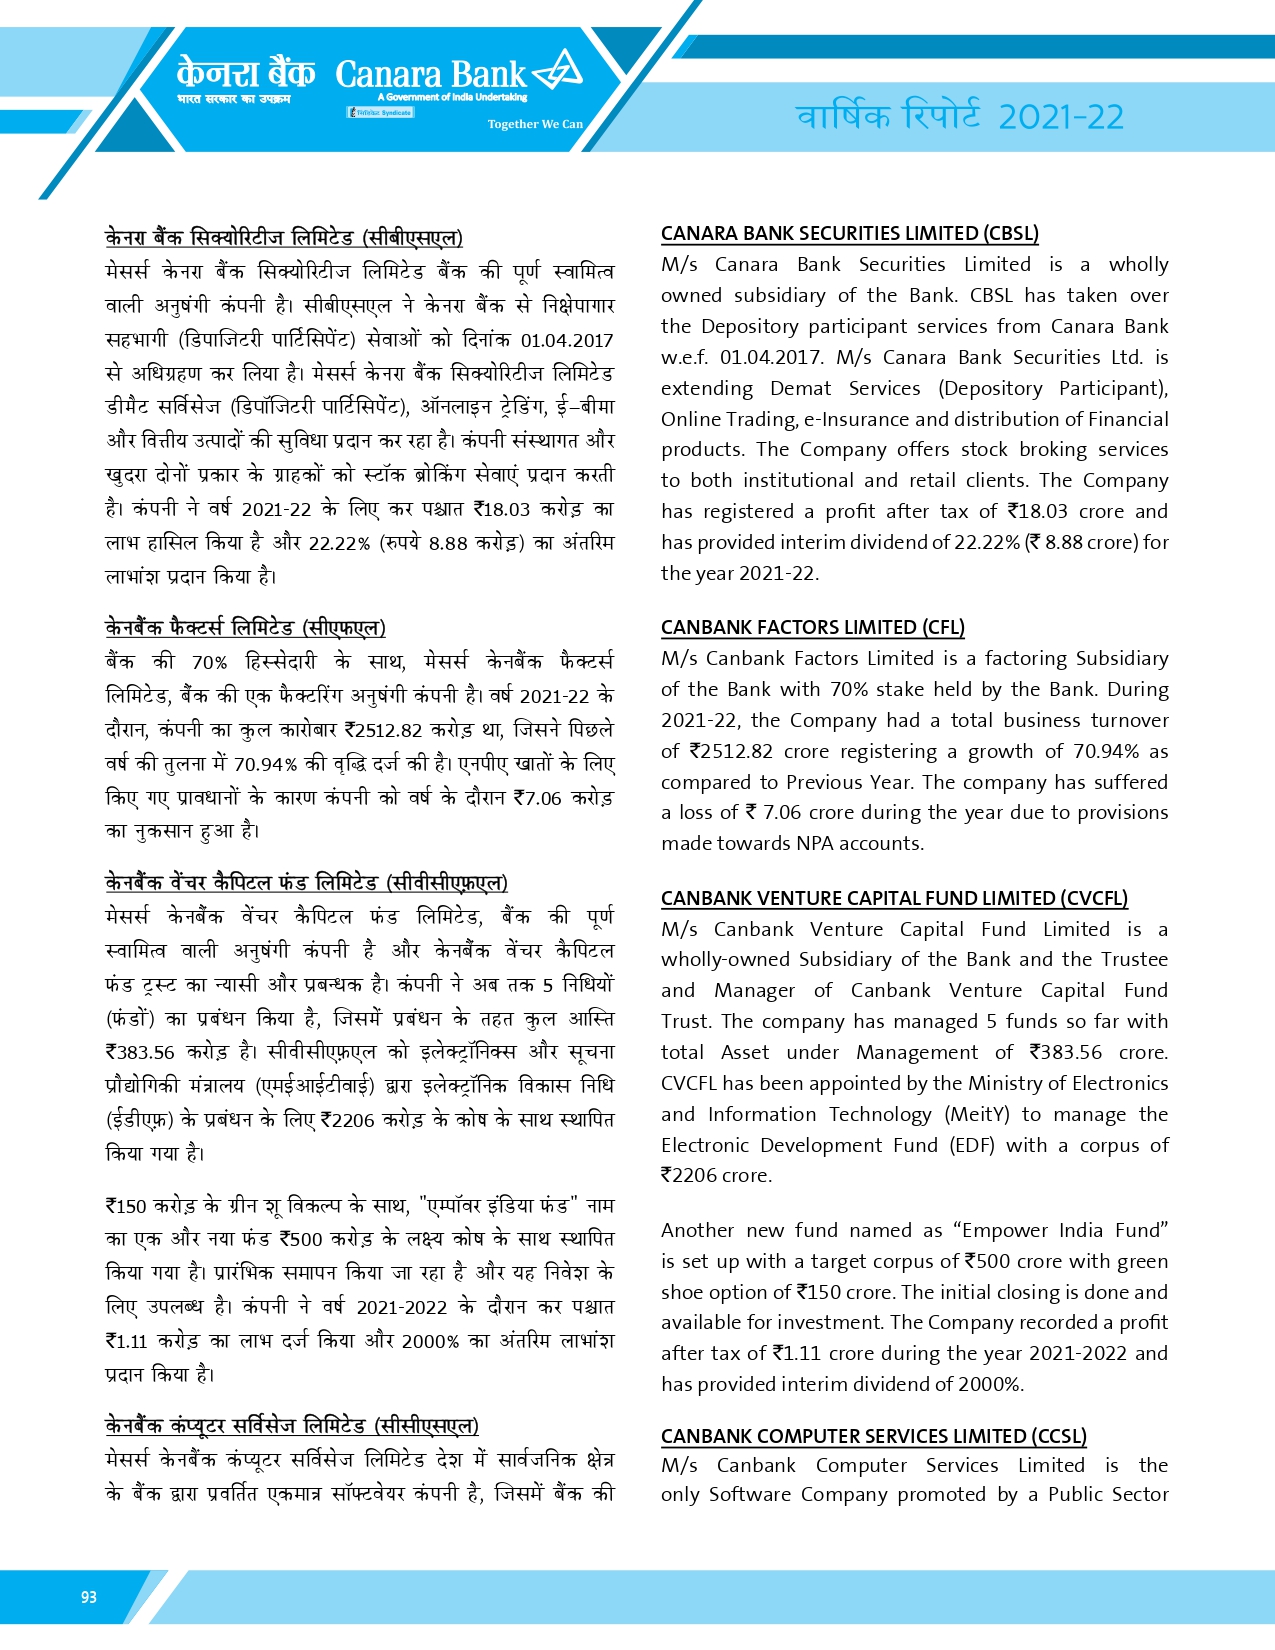 केनरा बैंक Canara Bank
भारत सरकार का उपक्रम
A Government of India Undertaking
सिंडिकेट Syndicate
Together We Can
वार्षिक रिपोर्ट 2021-22
केनरा बैंक सिक्योरिटीज लिमिटेड (सीबीएसएल)
मेसर्स केनरा बैंक सिक्योरिटीज लिमिटेड बैंक की पूर्ण स्वामित्व
वाली अनुषंगी कंपनी है। सीबीएसएल ने केनरा बैंक से निक्षेपागार
सहभागी (डिपाजिटरी पार्टिसिपेंट) सेवाओं को दिनांक 01.04.2017
से अधिग्रहण कर लिया है। मेसर्स केनरा बैंक सिक्योरिटीज लिमिटेड
डीमैट सर्विसेज (डिपॉजिटरी पार्टिसिपेंट), ऑनलाइन ट्रेडिंग, ई–बीमा
और वित्तीय उत्पादों की सुविधा प्रदान कर रहा है। कंपनी संस्थागत और
खुदरा दोनों प्रकार के ग्राहकों को स्टॉक ब्रोकिंग सेवाएं प्रदान करती
है। कंपनी ने वर्ष 2021-22 के लिए कर पश्चात ₹18.03 करोड़ का
लाभ हासिल किया है और 22.22% (रुपये 8.88 करोड़) का अंतरिम
लाभांश प्रदान किया है।
केनबैंक फैक्टर्स लिमिटेड (सीएफएल)
बैंक की 70% हिस्सेदारी के साथ, मेसर्स केनबैंक फैक्टर्स
लिमिटेड, बैंक की एक फैक्टरिंग अनुषंगी कंपनी है। वर्ष 2021-22 के
दौरान, कंपनी का कुल कारोबार ₹2512.82 करोड़ था, जिसने पिछले
वर्ष की तुलना में 70.94% की वृद्धि दर्ज की है। एनपीए खातों के लिए
किए गए प्रावधानों के कारण कंपनी को वर्ष के दौरान ₹7.06 करोड़
का नुकसान हुआ है।
केनबैंक वेंचर कैपिटल फंड लिमिटेड (सीवीसीएफ़एल)
मेसर्स केनबैंक वेंचर कैपिटल फंड लिमिटेड, बैंक की पूर्ण
स्वामित्व वाली अनुषंगी कंपनी है और केनबैंक वेंचर कैपिटल
फंड ट्रस्ट का न्यासी और प्रबन्धक है। कंपनी ने अब तक 5 निधियों
(फंडों) का प्रबंधन किया है, जिसमें प्रबंधन के तहत कुल आस्ति
₹383.56 करोड़ है। सीवीसीएफ़एल को इलेक्ट्रॉनिक्स और सूचना
प्रौद्योगिकी मंत्रालय (एमईआईटीवाई) द्वारा इलेक्ट्रॉनिक विकास निधि
(ईडीएफ़) के प्रबंधन के लिए ₹2206 करोड़ के कोष के साथ स्थापित
किया गया है।
₹150 करोड़ के ग्रीन शू विकल्प के साथ, "एम्पॉवर इंडिया फंड" नाम
का एक और नया फंड ₹500 करोड़ के लक्ष्य कोष के साथ स्थापित
किया गया है। प्रारंभिक समापन किया जा रहा है और यह निवेश के
लिए उपलब्ध है। कंपनी ने वर्ष 2021-2022 के दौरान कर पश्चात
₹1.11 करोड़ का लाभ दर्ज किया और 2000% का अंतरिम लाभांश
प्रदान किया है।
केनबैंक कंप्यूटर सर्विसेज लिमिटेड (सीसीएसएल)
मेसर्स केनबैंक कंप्यूटर सर्विसेज लिमिटेड देश में सार्वजनिक क्षेत्र
के बैंक द्वारा प्रवर्तित एकमात्र सॉफ्टवेयर कंपनी है, जिसमें बैंक की
CANARA BANK SECURITIES LIMITED (CBSL)
M/s Canara Bank Securities Limited is a wholly
owned subsidiary of the Bank. CBSL has taken over
the Depository participant services from Canara Bank
w.e.f. 01.04.2017. M/s Canara Bank Securities Ltd. is
extending Demat Services (Depository Participant),
Online Trading, e-Insurance and distribution of Financial
products. The Company offers stock broking services
to both institutional and retail clients. The Company
has registered a profit after tax of ₹18.03 crore and
has provided interim dividend of 22.22% (₹ 8.88 crore) for
the year 2021-22.
CANBANK FACTORS LIMITED (CFL)
M/s Canbank Factors Limited is a factoring Subsidiary
of the Bank with 70% stake held by the Bank. During
2021-22, the Company had a total business turnover
of ₹2512.82 crore registering a growth of 70.94% as
compared to Previous Year. The company has suffered
a loss of ₹ 7.06 crore during the year due to provisions
made towards NPA accounts.
CANBANK VENTURE CAPITAL FUND LIMITED (CVCFL)
M/s Canbank Venture Capital Fund Limited is a
wholly-owned Subsidiary of the Bank and the Trustee
and Manager of Canbank Venture Capital Fund
Trust. The company has managed 5 funds so far with
total Asset under Management of ₹383.56 crore.
CVCFL has been appointed by the Ministry of Electronics
and Information Technology (MeitY) to manage the
Electronic Development Fund (EDF) with a corpus of
₹2206 crore.
Another new fund named as “Empower India Fund”
is set up with a target corpus of ₹500 crore with green
shoe option of ₹150 crore. The initial closing is done and
available for investment. The Company recorded a profit
after tax of ₹1.11 crore during the year 2021-2022 and
has provided interim dividend of 2000%.
CANBANK COMPUTER SERVICES LIMITED (CCSL)
M/s Canbank Computer Services Limited is the
only Software Company promoted by a Public Sector
93